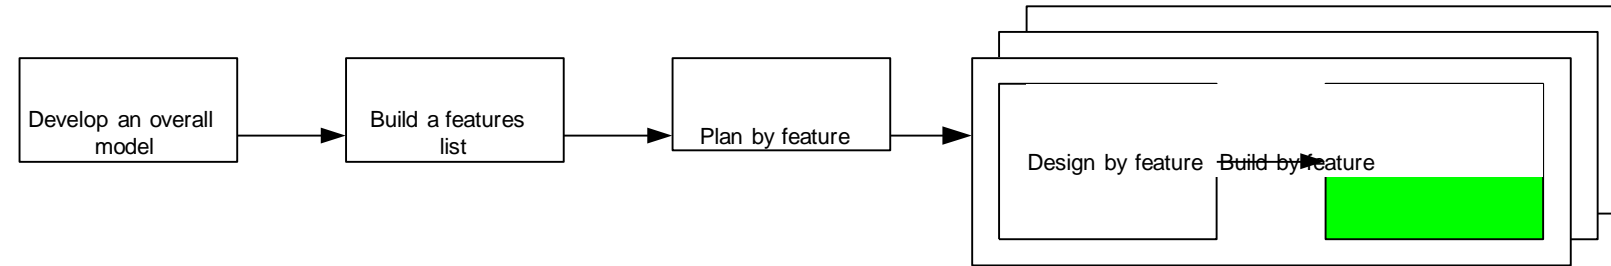 Develop an overall
model
Build a features
list
Plan by feature
Design by feature
Build by feature